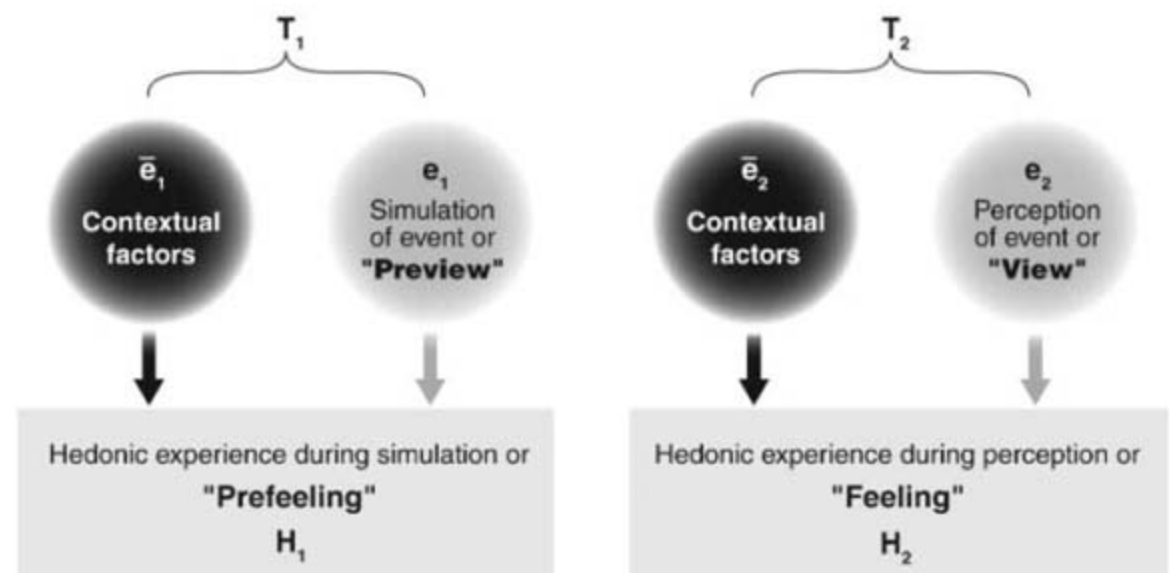 T₁
ē₁
Contextual
factors
e₁
Simulation
of event or
"Preview"
Hedonic experience during simulation or
"Prefeeling"
H₁
T₂
ē₂
Contextual
factors
e₂
Perception
of event or
"View"
Hedonic experience during perception or
"Feeling"
H₂